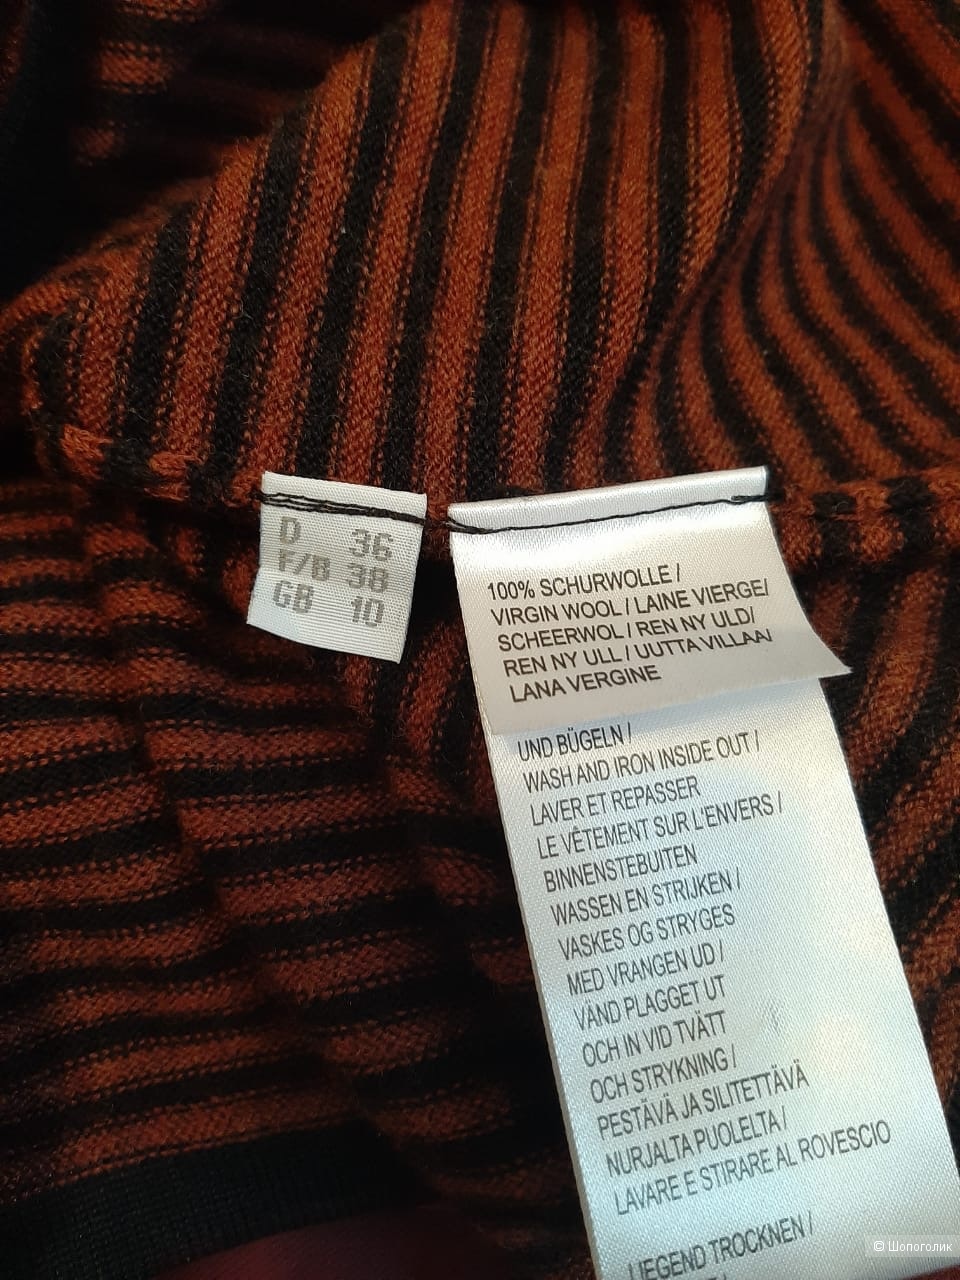 D 36
F/B 38
GB 10
100% SCHURWOLLE /
VIRGIN WOOL / LAINE VIERGE/
SCHEERWOL / REN NY ULD/
REN NY ULL / UUTTA VILLAA/
LANA VERGINE
UND BÜGELN /
WASH AND IRON INSIDE OUT /
LAVER ET REPASSER
LE VÊTEMENT SUR L'ENVERS /
BINNENSTEBUITEN
WASSEN EN STRIJKEN /
VASKES OG STRYGES
MED VRANGEN UD /
VÄND PLAGGET UT
OCH IN VID TVÄTT
OCH STRYKNING /
PESTÄVÄ JA SILITETTÄVÄ
NURJALTA PUOLELTA /
LAVARE E STIRARE AL ROVESCIO
LIEGEND TROCKNEN /
© Шопоголик